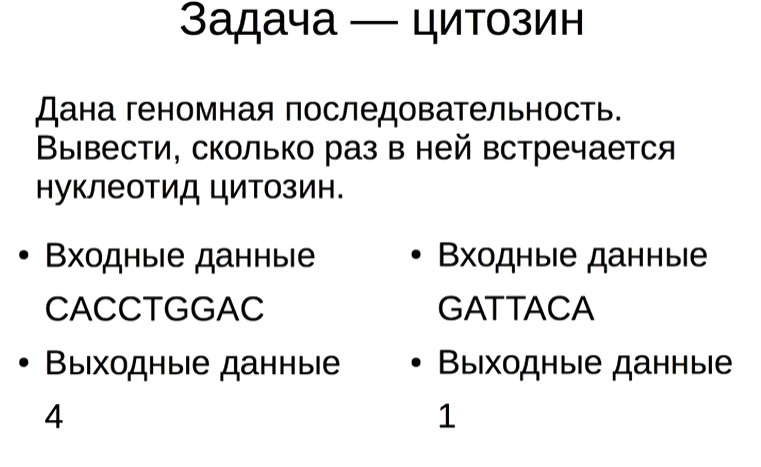 Задача — цитозин
Дана геномная последовательность.
Вывести, сколько раз в ней встречается
нуклеотид цитозин.
• Входные данные
CACCTGGAC
• Выходные данные
4
• Входные данные
GATTACA
• Выходные данные
1